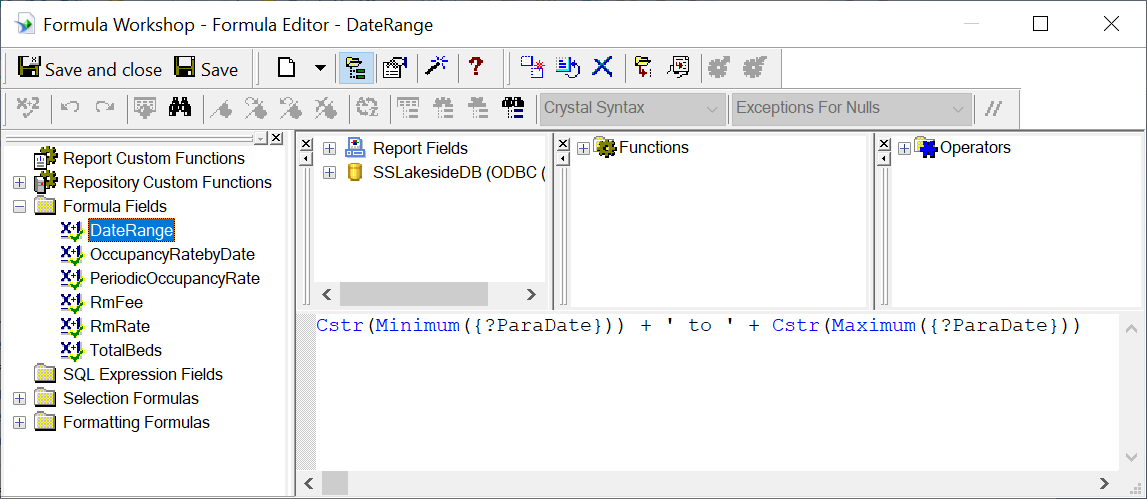 Formula Workshop - Formula Editor - DateRange
Save and close Save
Crystal Syntax Exceptions For Nulls //
Report Custom Functions
Repository Custom Functions
Formula Fields
DateRange
OccupancyRatebyDate
PeriodicOccupancyRate
RmFee
RmRate
TotalBeds
SQL Expression Fields
Selection Formulas
Formatting Formulas
Report Fields
SSLakesideDB (ODBC (
Functions
Operators
Cstr(Minimum({?ParaDate})) + ' to ' + Cstr(Maximum({?ParaDate}))